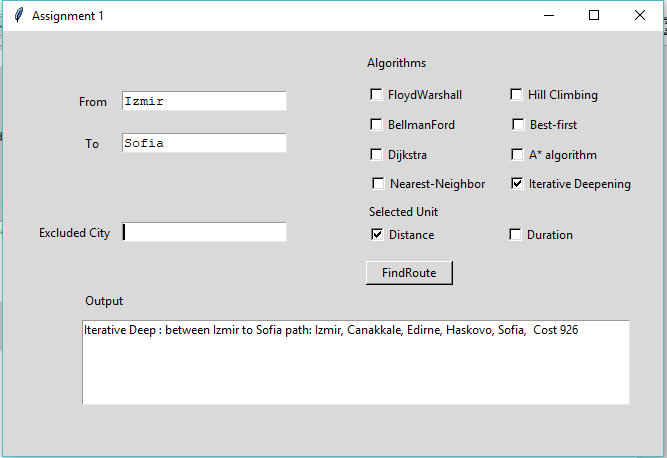 Assignment 1
Algorithms
From Izmir
FloydWarshall Hill Climbing
BellmanFord Best-first
To Sofia
Dijkstra A* algorithm
Nearest-Neighbor Iterative Deepening
Selected Unit
Excluded City
Distance Duration
FindRoute
Output
Iterative Deep : between Izmir to Sofia path: Izmir, Canakkale, Edirne, Haskovo, Sofia,  Cost 926